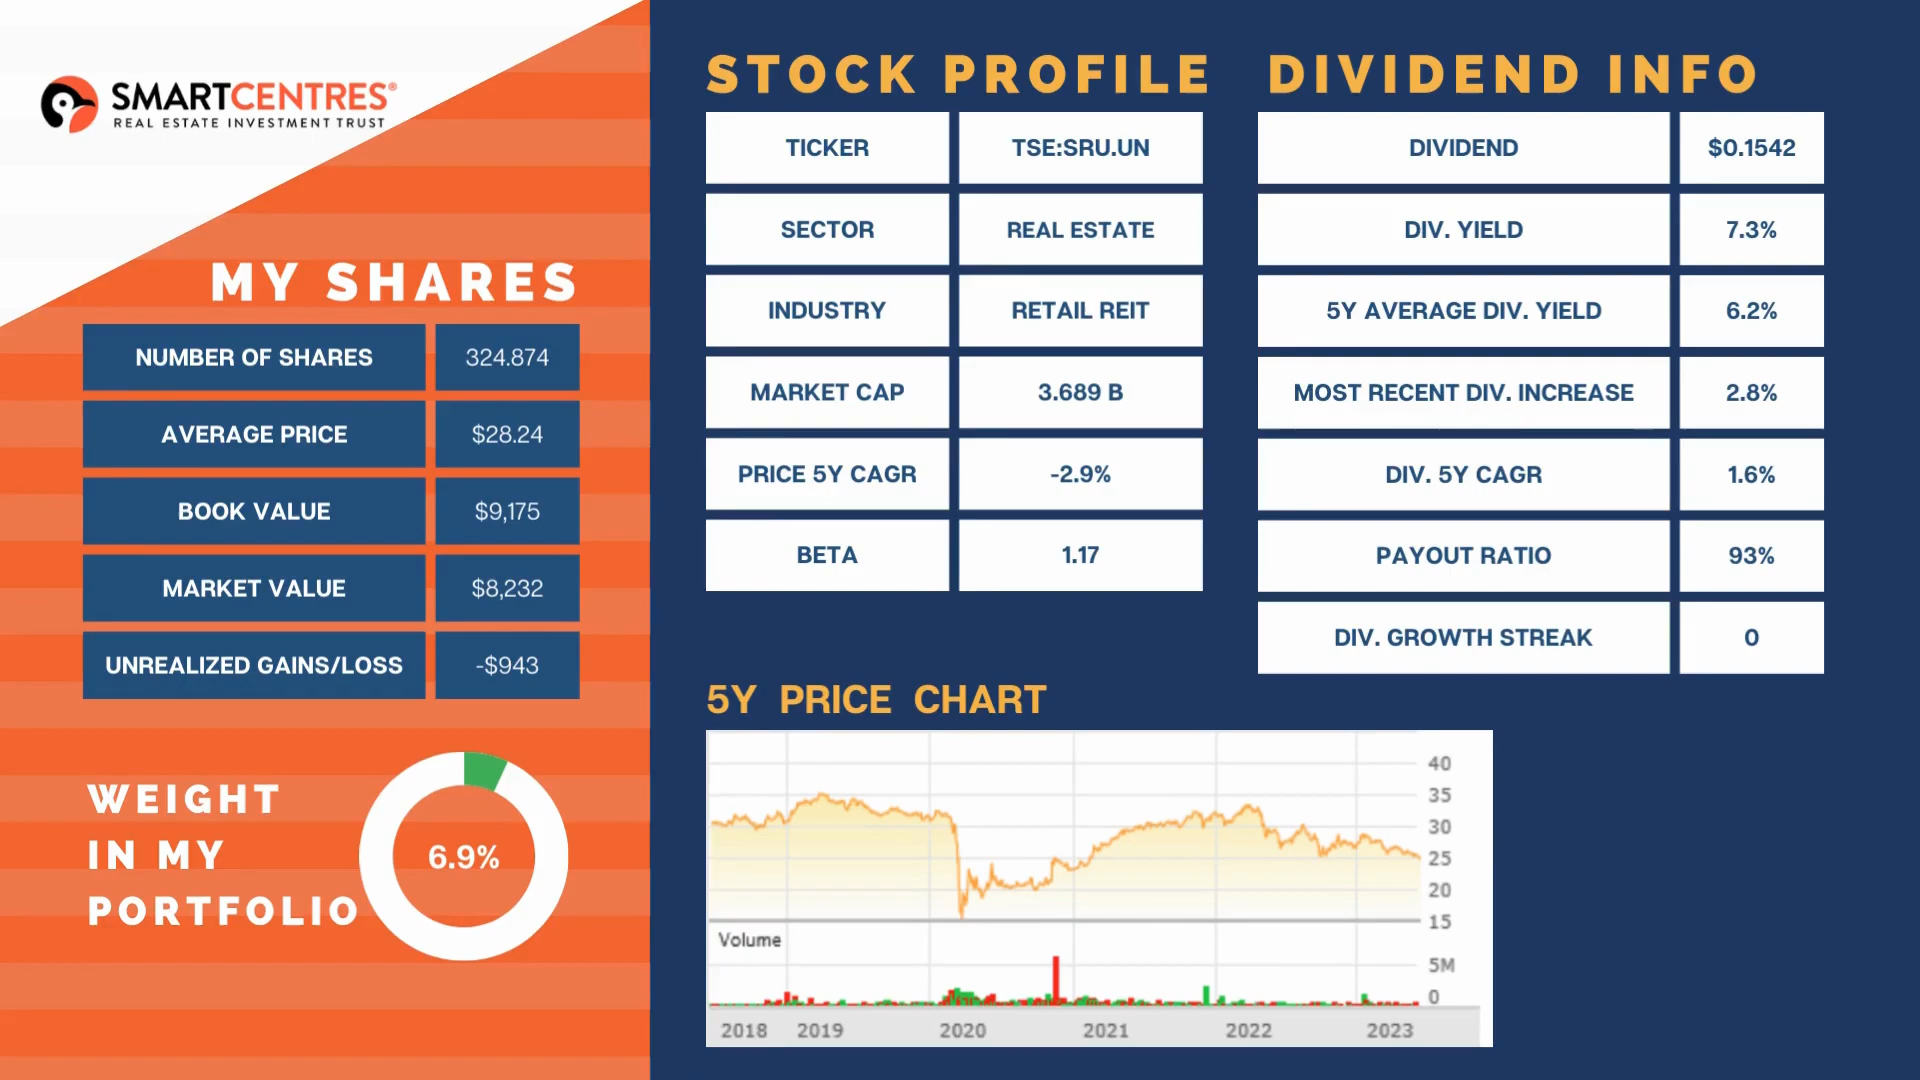 SMARTCENTRES®
REAL ESTATE INVESTMENT TRUST
MY SHARES
NUMBER OF SHARES 324.874
AVERAGE PRICE $28.24
BOOK VALUE $9,175
MARKET VALUE $8,232
UNREALIZED GAINS/LOSS -$943
WEIGHT
IN MY
PORTFOLIO
6.9%
STOCK PROFILE
TICKER TSE:SRU.UN
SECTOR REAL ESTATE
INDUSTRY RETAIL REIT
MARKET CAP 3.689 B
PRICE 5Y CAGR -2.9%
BETA 1.17
DIVIDEND INFO
DIVIDEND $0.1542
DIV. YIELD 7.3%
5Y AVERAGE DIV. YIELD 6.2%
MOST RECENT DIV. INCREASE 2.8%
DIV. 5Y CAGR 1.6%
PAYOUT RATIO 93%
DIV. GROWTH STREAK 0
5Y PRICE CHART
40
35
30
25
20
15
Volume
5M
0
2018 2019 2020 2021 2022 2023